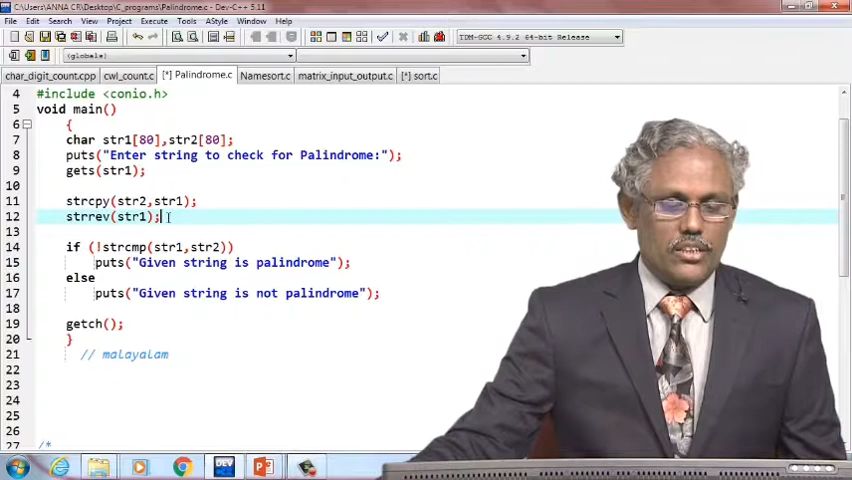 C:\Users\ANNA CR\Desktop\C_programs\Palindrome.c - Dev-C++ 5.11
File Edit Search View Project Execute Tools AStyle Window Help
TDM-GCC 4.9.2 64-bit Release
(globals)
char_digit_count.cpp cwl_count.c [*] Palindrome.c Namesort.c matrix_input_output.c [*] sort.c
4 #include <conio.h>
5 void main()
6 {
7 char str1[80],str2[80];
8 puts("Enter string to check for Palindrome:");
9 gets(str1);
10
11 strcpy(str2,str1);
12 strrev(str1);
13
14 if (!strcmp(str1,str2))
15 puts("Given string is palindrome");
16 else
17 puts("Given string is not palindrome");
18
19 getch();
20 }
21 // malayalam
22
23
24
25
26
27 /*
DEV